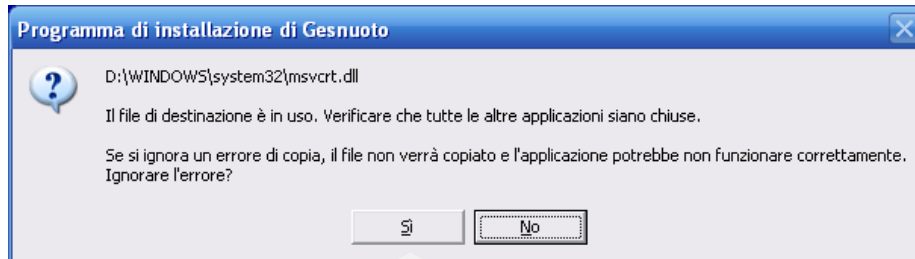 Programma di installazione di Gesnuoto
D:\WINDOWS\system32\msvcrt.dll
Il file di destinazione è in uso. Verificare che tutte le altre applicazioni siano chiuse.
Se si ignora un errore di copia, il file non verrà copiato e l'applicazione potrebbe non funzionare correttamente.
Ignorare l'errore?
Sì No